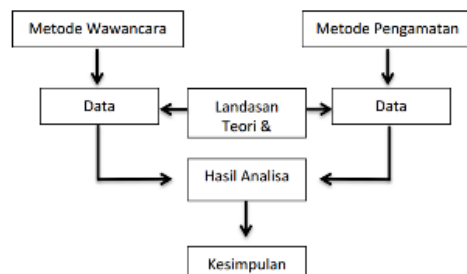 Metode Wawancara
Metode Pengamatan
Data
Landasan
Teori &
Data
Hasil Analisa
Kesimpulan